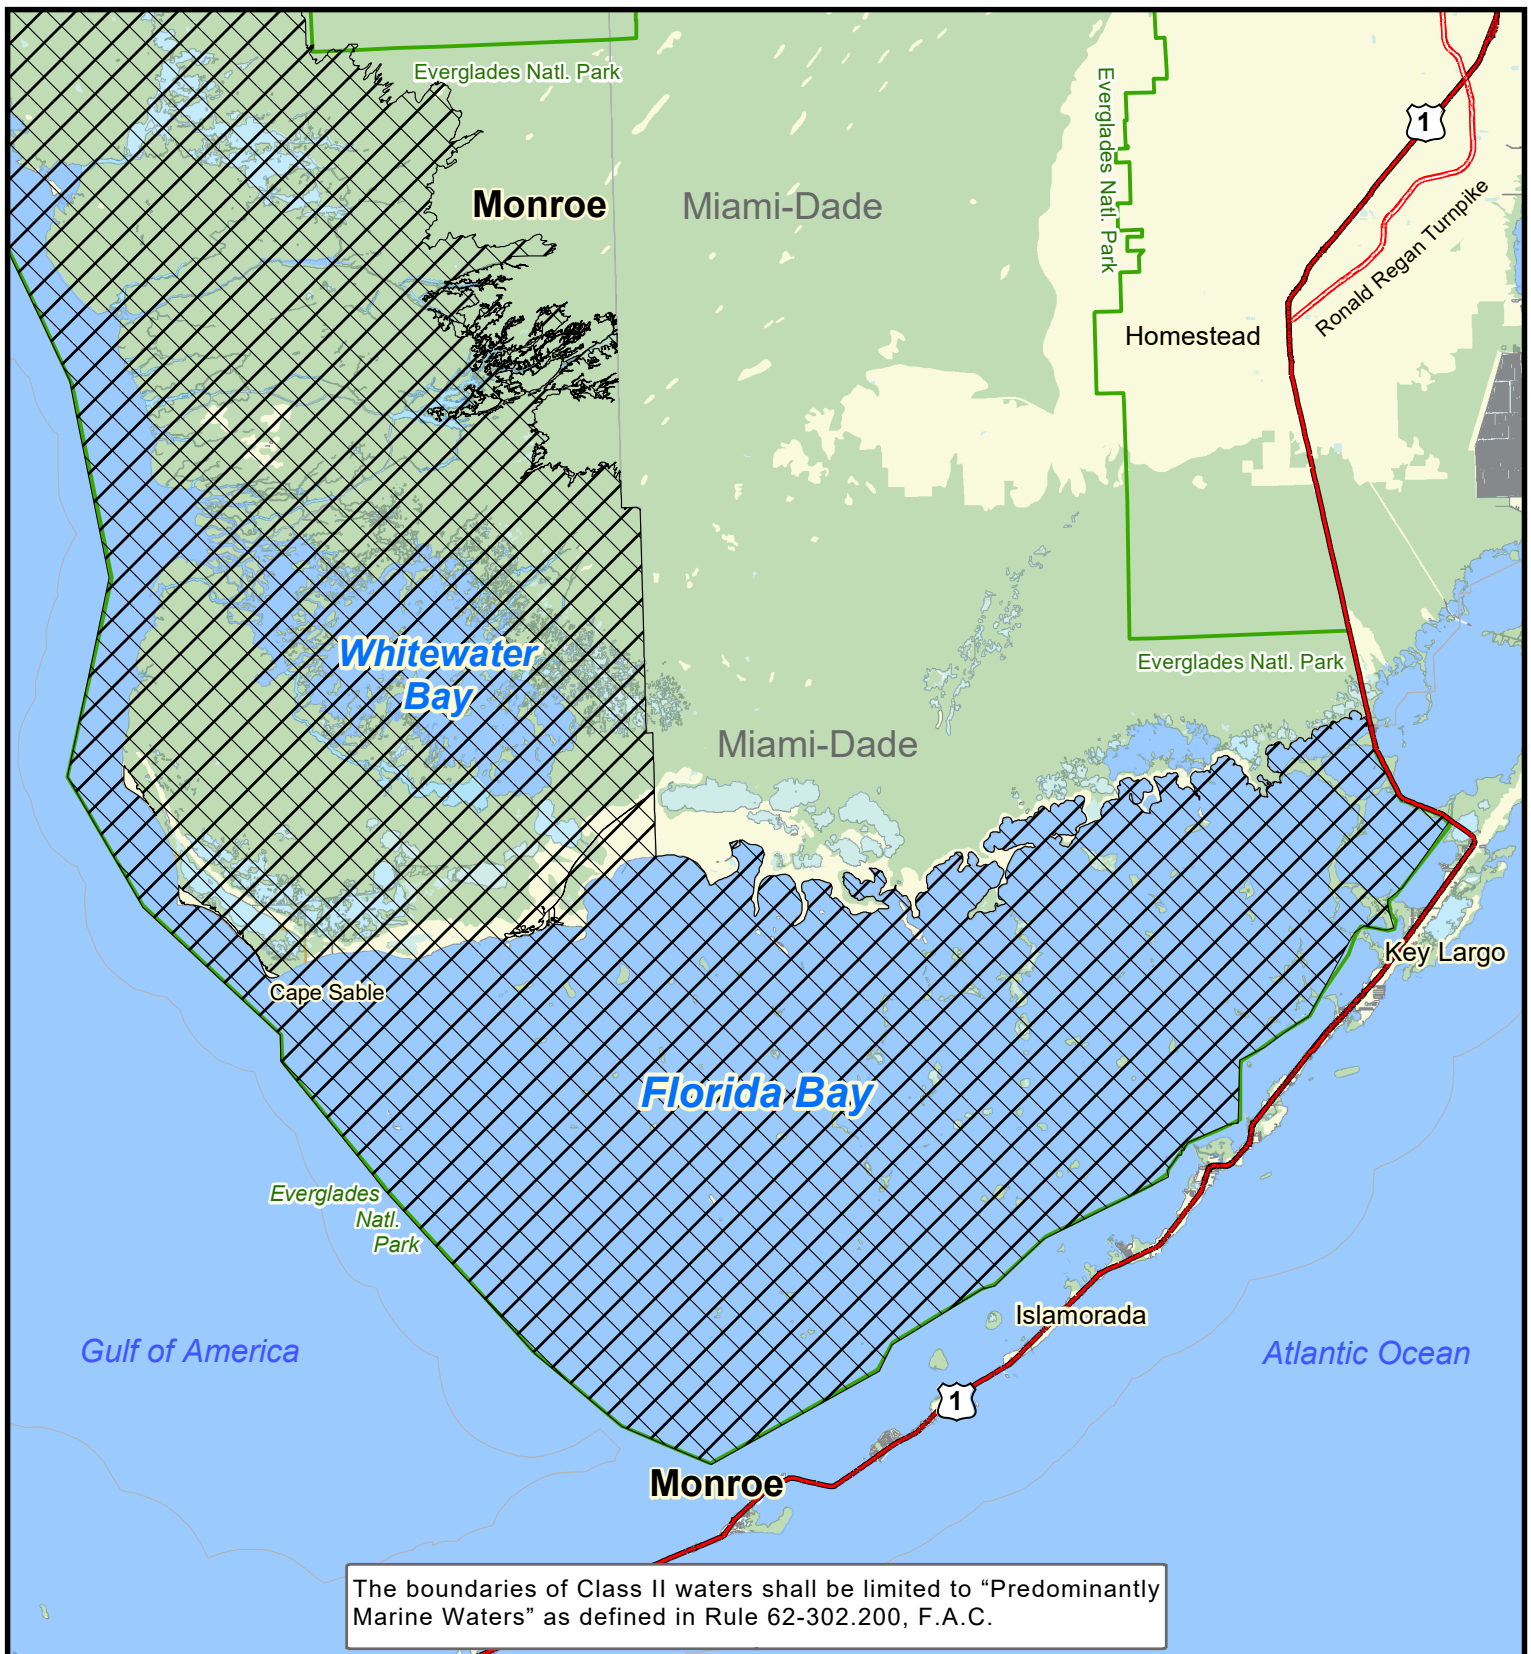 Everglades Natl. Park
Everglades Natl. Park
1
Monroe
Miami-Dade
Ronald Regan Turnpike
Homestead
Whitewater
Bay
Everglades Natl. Park
Miami-Dade
Key Largo
Cape Sable
Florida Bay
Everglades
Natl.
Park
Islamorada
Gulf of America
Atlantic Ocean
1
Monroe
The boundaries of Class II waters shall be limited to “Predominantly
Marine Waters” as defined in Rule 62-302.200, F.A.C.